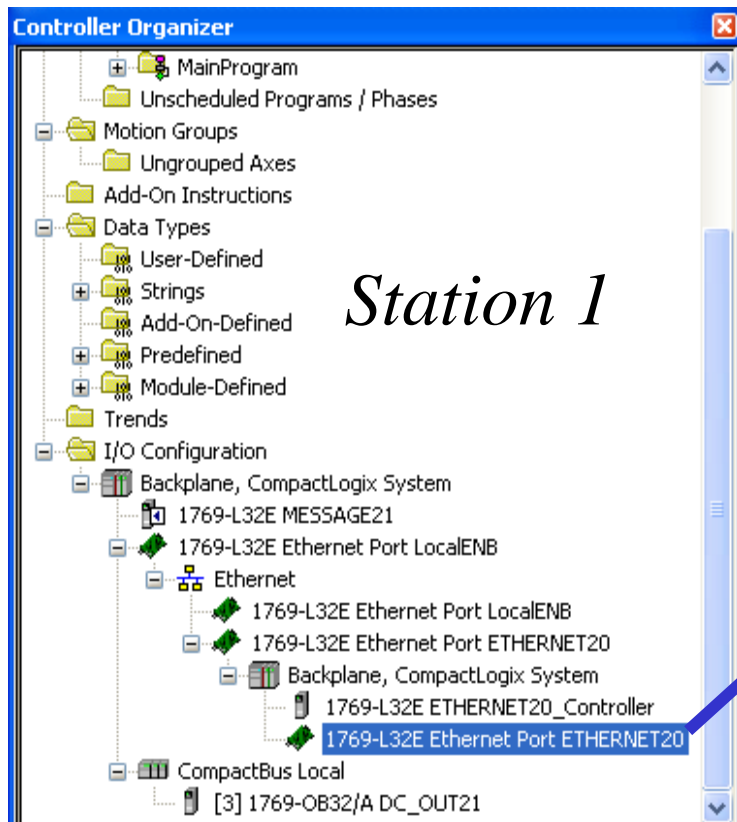 Controller Organizer
MainProgram
Unscheduled Programs / Phases
Motion Groups
Ungrouped Axes
Add-On Instructions
Data Types
User-Defined
Strings
Add-On-Defined
Predefined
Module-Defined
Station 1
Trends
I/O Configuration
Backplane, CompactLogix System
1769-L32E MESSAGE21
1769-L32E Ethernet Port LocalENB
Ethernet
1769-L32E Ethernet Port LocalENB
1769-L32E Ethernet Port ETHERNET20
Backplane, CompactLogix System
1769-L32E ETHERNET20_Controller
1769-L32E Ethernet Port ETHERNET20
CompactBus Local
[3] 1769-OB32/A DC_OUT21